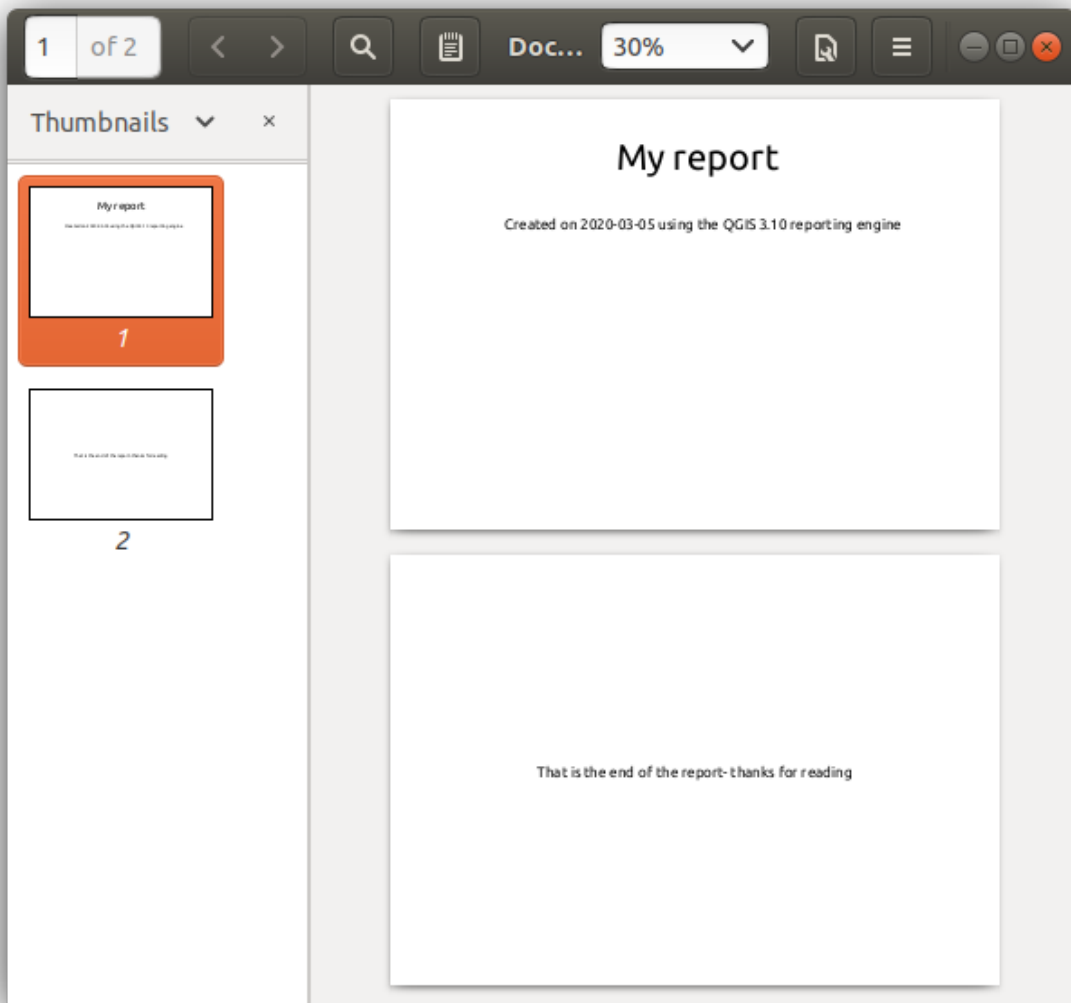 1 of 2
Doc...
30%
Thumbnails
My report
1
2
My report
Created on 2020-03-05 using the QGIS 3.10 reporting engine
That is the end of the report- thanks for reading